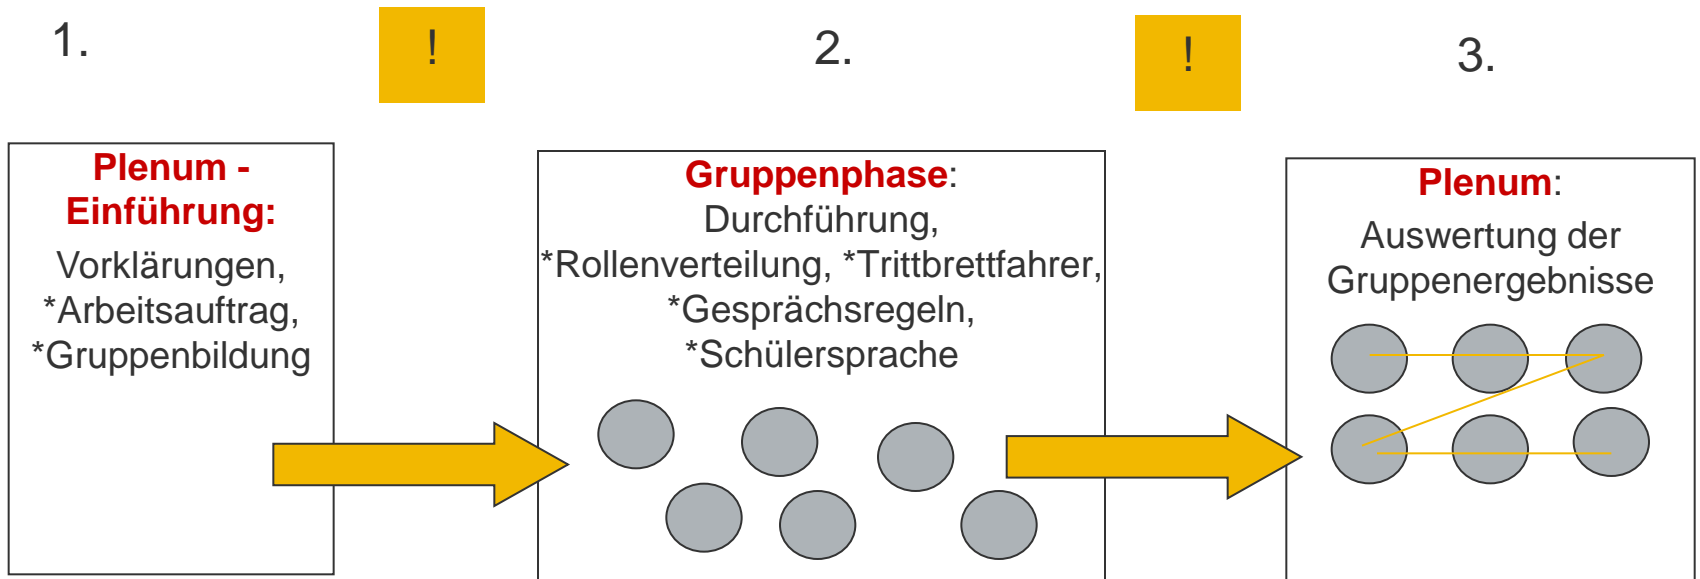 1.
!
2.
!
3.
Plenum -
Einführung:
Vorklärungen,
*Arbeitsauftrag,
*Gruppenbildung
Gruppenphase:
Durchführung,
*Rollenverteilung, *Trittbrettfahrer,
*Gesprächsregeln,
*Schülersprache
Plenum:
Auswertung der
Gruppenergebnisse